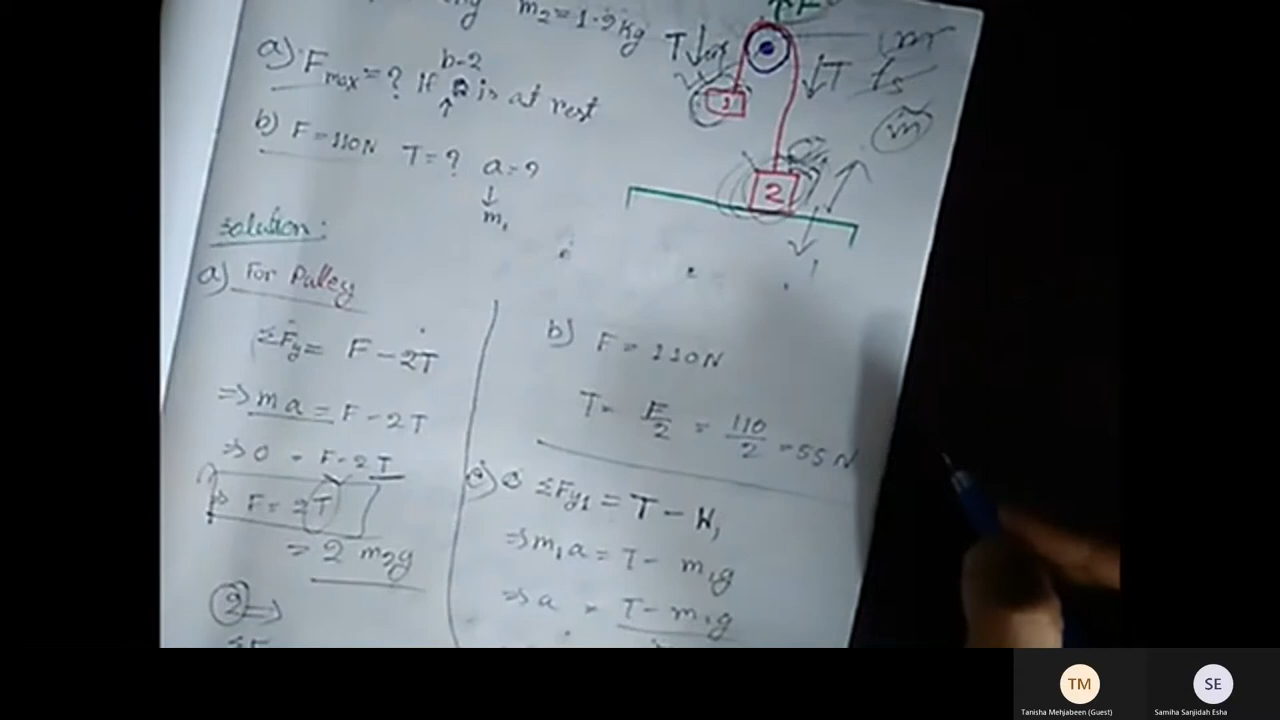 m₂ = 1.9 kg
a) F max = ? if b-2 is at rest
b) F = 110N T = ? a = ?
↓
m₁
T↓
↓T
m
1
2
Solution:
a) For Pulley
ΣFy = F - 2T
⇒ ma = F - 2T
⇒ 0 = F - 2T
⇒ F = 2T
= 2 m₂g
2 ⇒
b) F = 110N
T = F/2 = 110/2 = 55 N
ΣFy₁ = T - W₁
⇒ m₁a = T - m₁g
⇒ a = T - m₁g
TM
SE
Tanisha Mehjabeen (Guest)
Samiha Sanjidah Esha